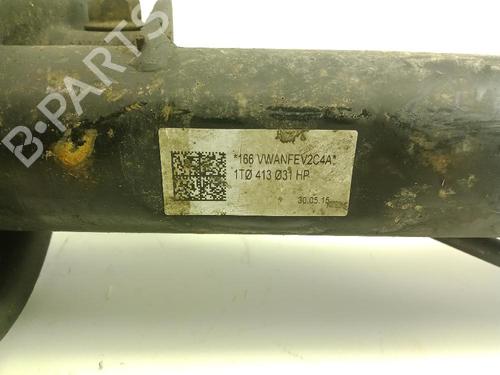 B-PARTS
*166 VWANFEV2C4A*
1TØ 413 Ø31 HP
30.05.15